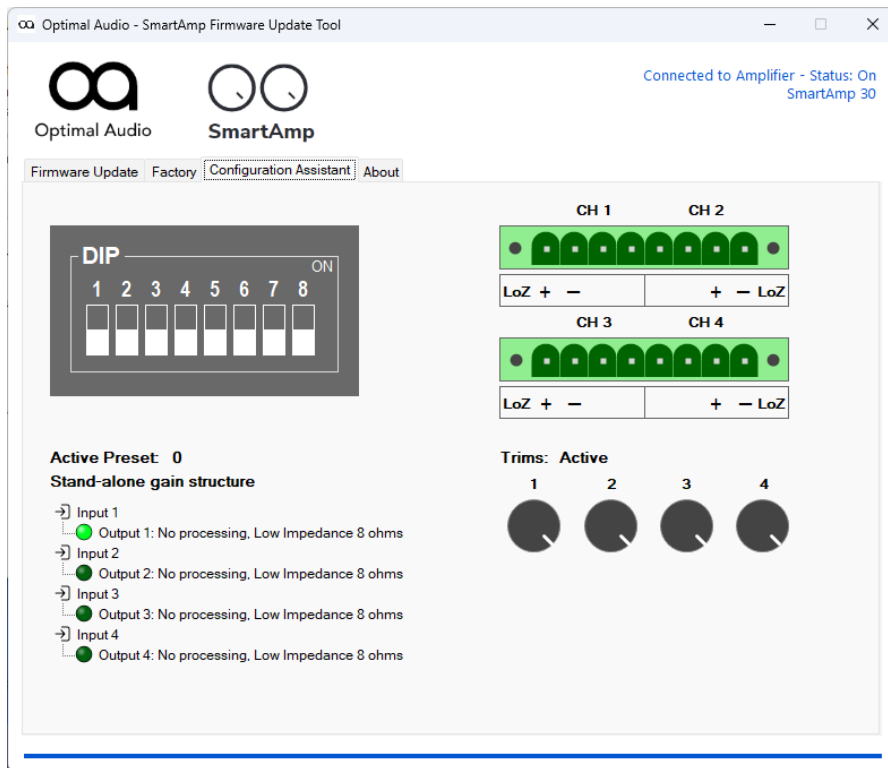 Optimal Audio - SmartAmp Firmware Update Tool
Connected to Amplifier - Status: On
SmartAmp 30
Optimal Audio
SmartAmp
Firmware Update Factory Configuration Assistant About
DIP
ON
1 2 3 4 5 6 7 8
CH 1 CH 2
LoZ + − + − LoZ
CH 3 CH 4
LoZ + − + − LoZ
Active Preset: 0
Stand-alone gain structure
Input 1
Output 1: No processing, Low Impedance 8 ohms
Input 2
Output 2: No processing, Low Impedance 8 ohms
Input 3
Output 3: No processing, Low Impedance 8 ohms
Input 4
Output 4: No processing, Low Impedance 8 ohms
Trims: Active
1 2 3 4